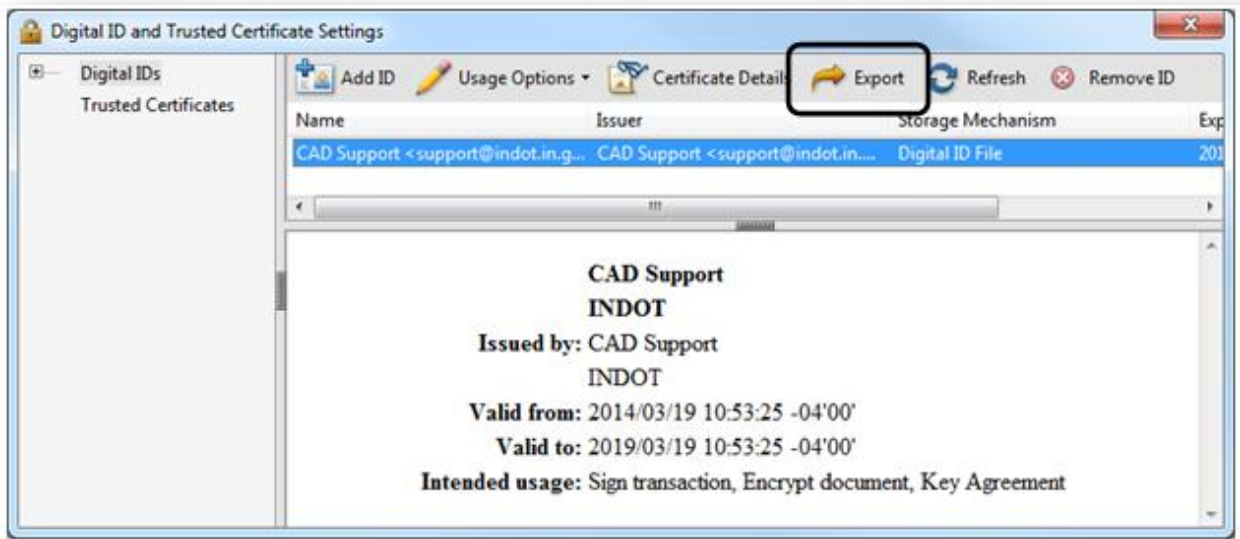 Digital ID and Trusted Certificate Settings
Digital IDs
Trusted Certificates
Add ID Usage Options Certificate Detail Export Refresh Remove ID
Name Issuer Storage Mechanism Exp
CAD Support <support@indot.in.g... CAD Support <support@indot.in.... Digital ID File 201
CAD Support
INDOT
Issued by: CAD Support
INDOT
Valid from: 2014/03/19 10:53:25 -04'00'
Valid to: 2019/03/19 10:53:25 -04'00'
Intended usage: Sign transaction, Encrypt document, Key Agreement